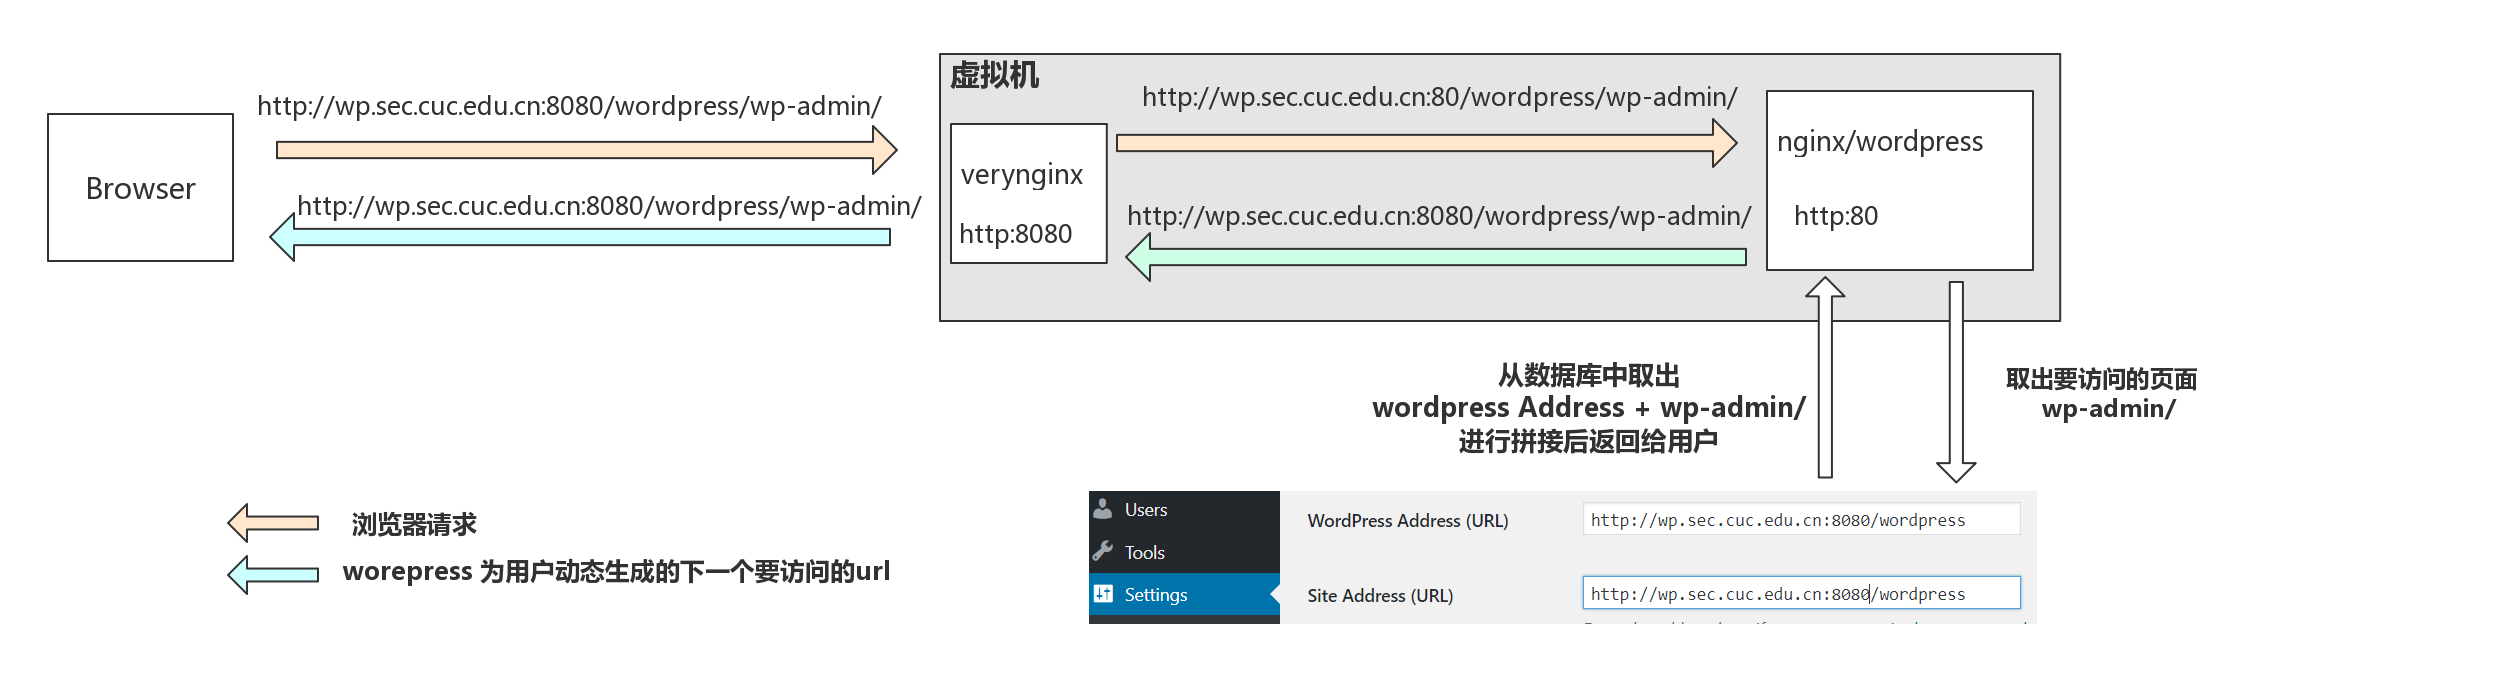 虚拟机
http://wp.sec.cuc.edu.cn:8080/wordpress/wp-admin/
http://wp.sec.cuc.edu.cn:80/wordpress/wp-admin/
Browser
http://wp.sec.cuc.edu.cn:8080/wordpress/wp-admin/
verynginx
http:8080
http://wp.sec.cuc.edu.cn:8080/wordpress/wp-admin/
nginx/wordpress
http:80
从数据库中取出
wordpress Address + wp-admin/
进行拼接后返回给用户
取出要访问的页面
wp-admin/
浏览器请求
worepress 为用户动态生成的下一个要访问的url
Users
Tools
Settings
WordPress Address (URL)
http://wp.sec.cuc.edu.cn:8080/wordpress
Site Address (URL)
http://wp.sec.cuc.edu.cn:8080/wordpress